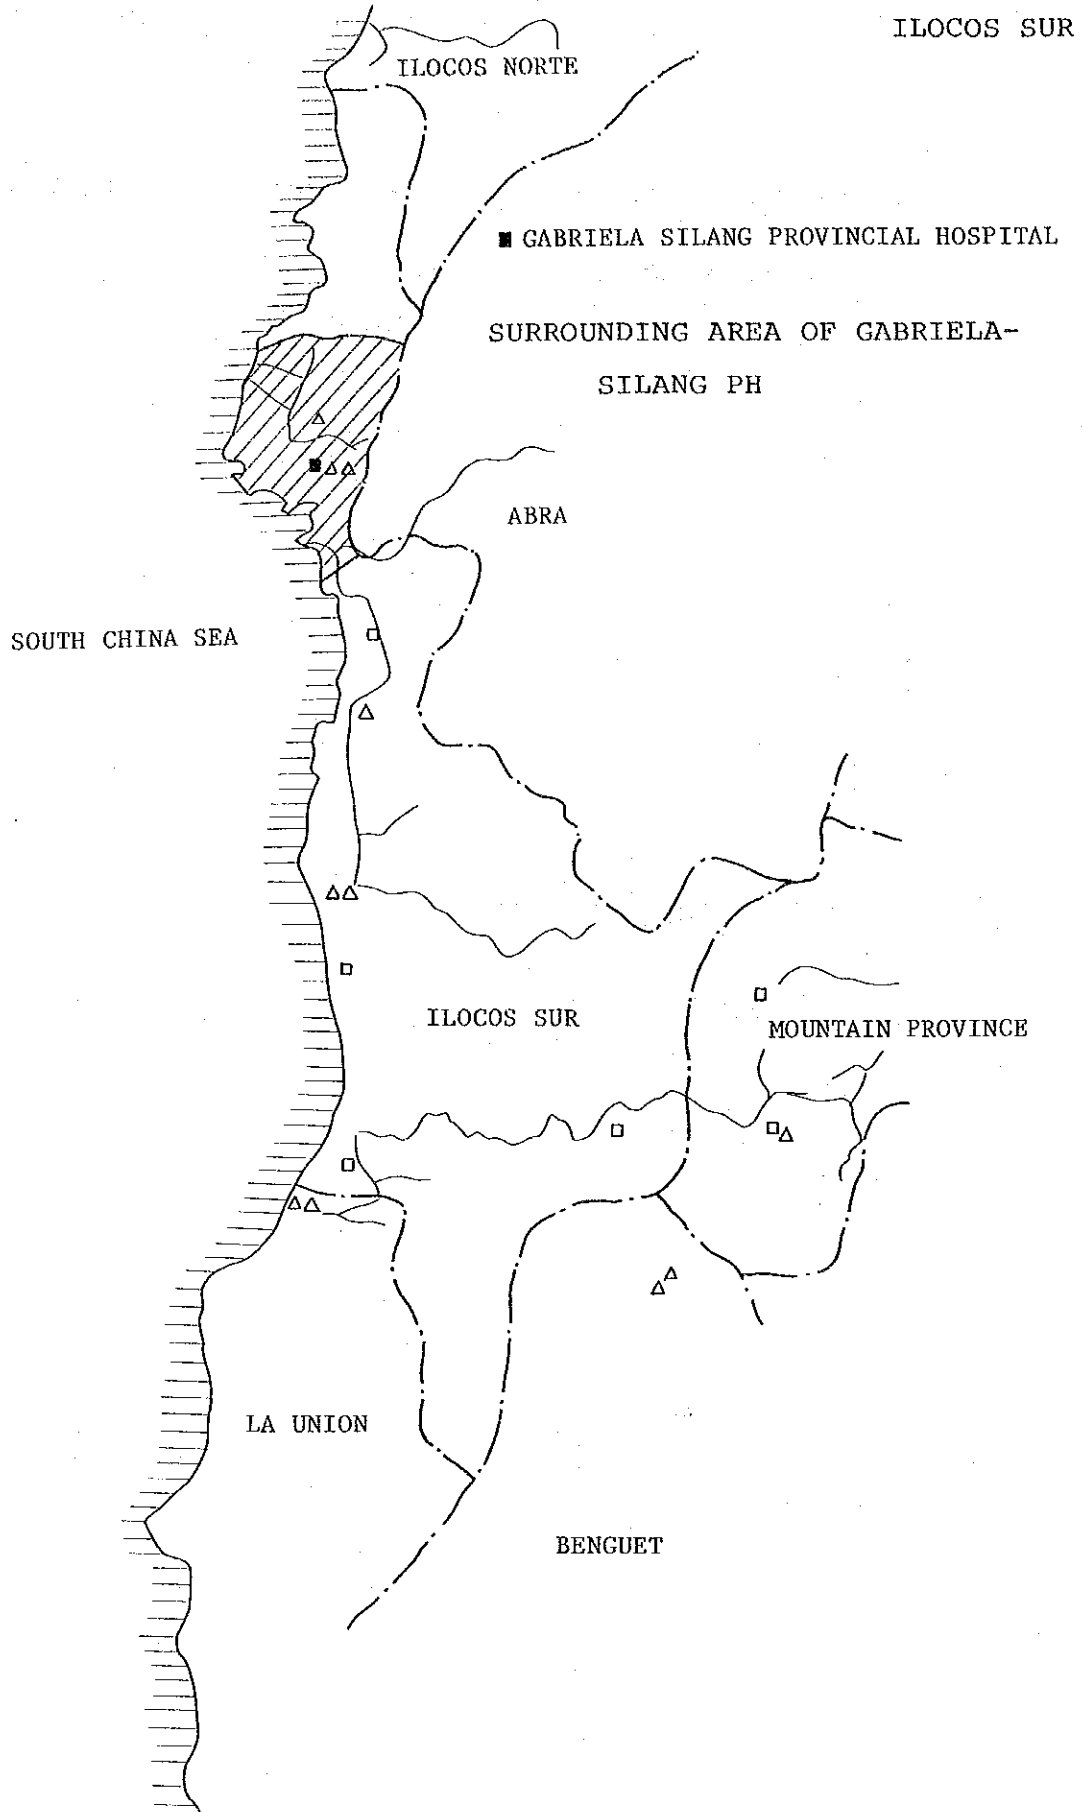 ILOCOS SUR
ILOCOS NORTE
■ GABRIELA SILANG PROVINCIAL HOSPITAL
SURROUNDING AREA OF GABRIELA-
SILANG PH
ABRA
SOUTH CHINA SEA
ILOCOS SUR
MOUNTAIN PROVINCE
LA UNION
BENGUET